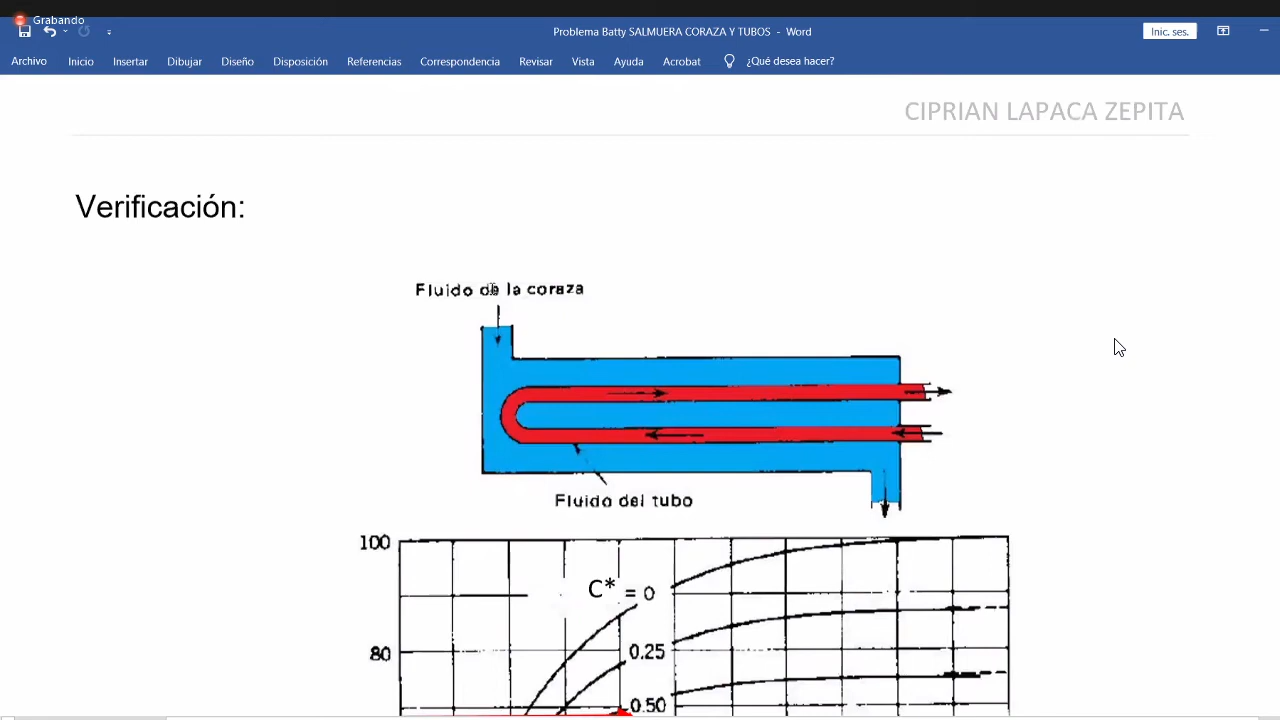 Grabando
Problema Batty SALMUERA CORAZA Y TUBOS - Word
Inic. ses.
Archivo Inicio Insertar Dibujar Diseño Disposición Referencias Correspondencia Revisar Vista Ayuda Acrobat ¿Qué desea hacer?
CIPRIAN LAPACA ZEPITA
Verificación:
Fluido de la coraza
Fluido del tubo
100
C* = 0
80
0.25
0.50